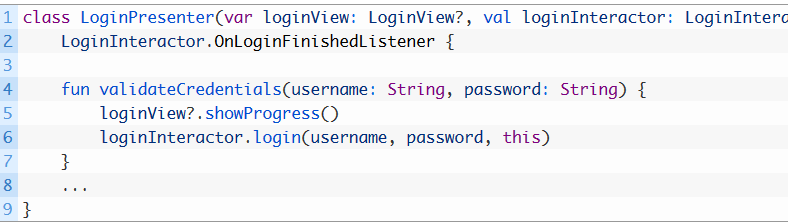 1 class LoginPresenter(var loginView: LoginView?, val loginInteractor: LoginIntera
2     LoginInteractor.OnLoginFinishedListener {
3
4     fun validateCredentials(username: String, password: String) {
5         loginView?.showProgress()
6         loginInteractor.login(username, password, this)
7     }
8     ...
9 }